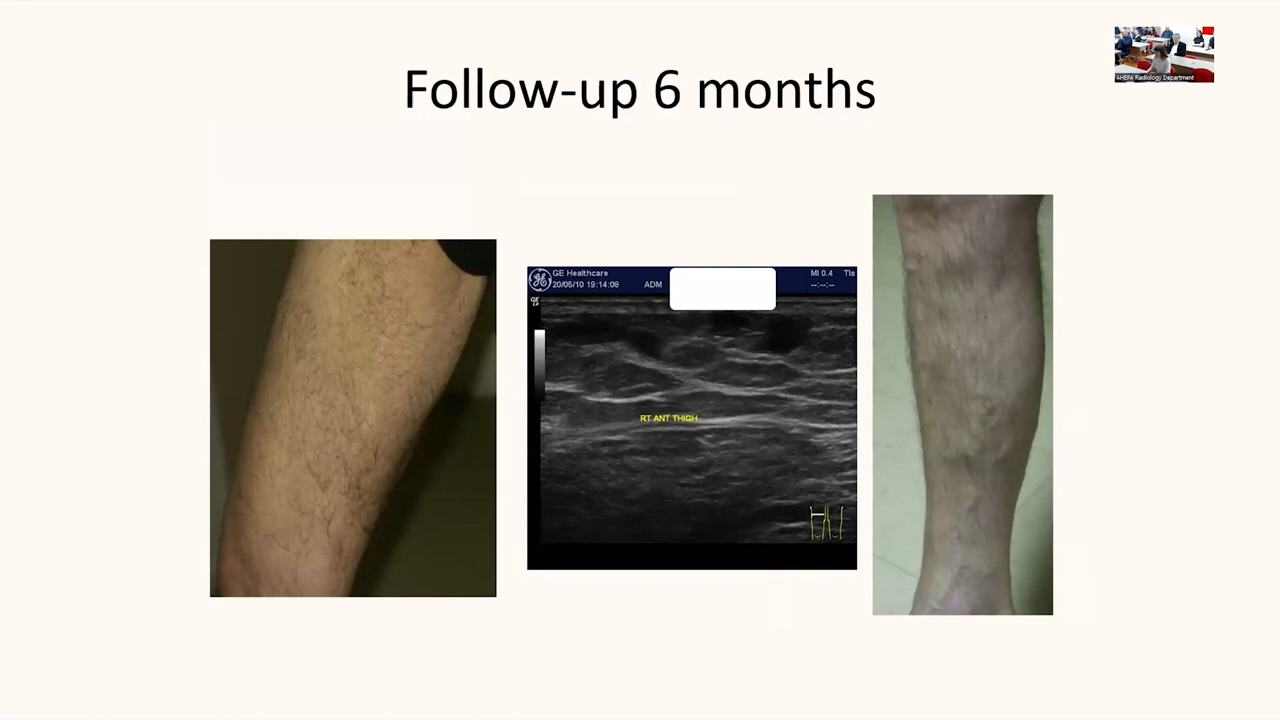 Follow-up 6 months
AHEPA Radiology Department
GE Healthcare
20/05/10 19:14:08 ADM
MI 0.4 TIs
--:--:--
RT ANT THIGH